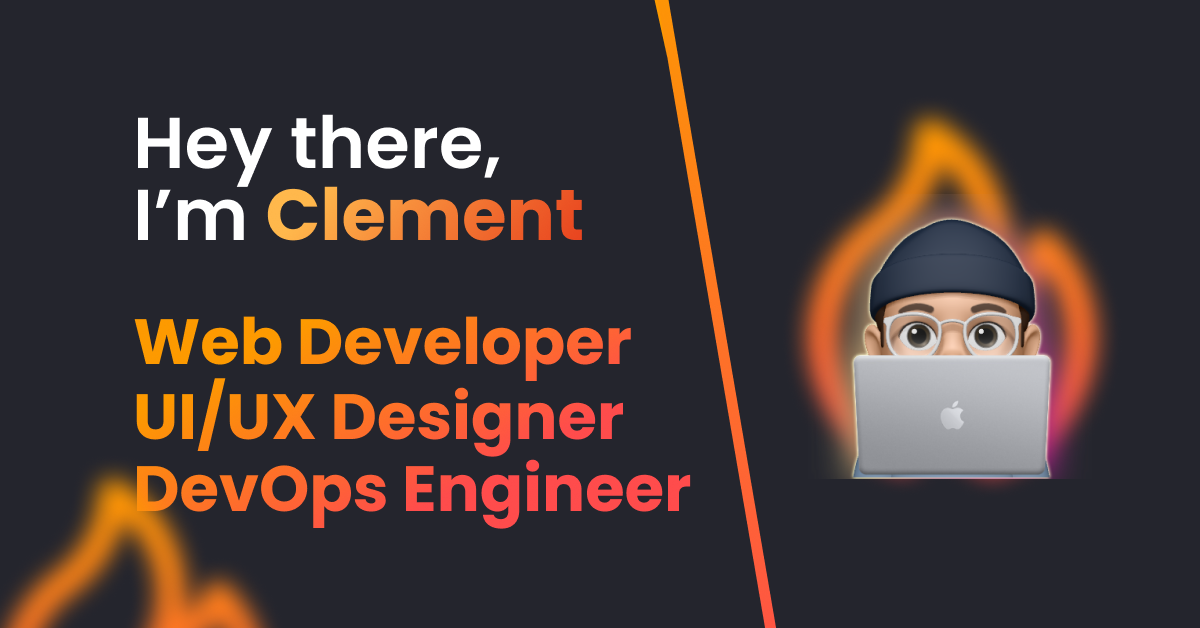 Hey there,
I’m Clement
Web Developer
UI/UX Designer
DevOps Engineer